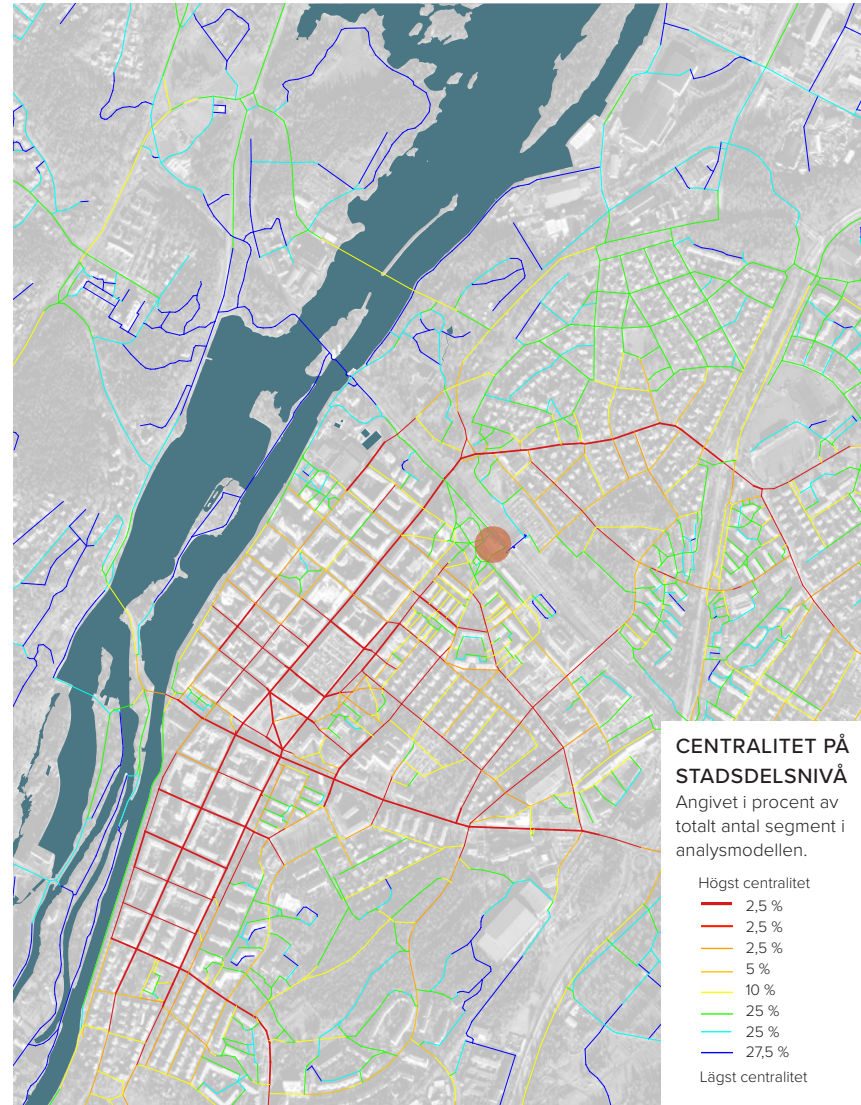 CENTRALITET PÅ
STADSDELSNIVÅ
Angivet i procent av
totalt antal segment i
analysmodellen.
Högst centralitet
2,5 %
2,5 %
2,5 %
5 %
10 %
25 %
25 %
27,5 %
Lägst centralitet